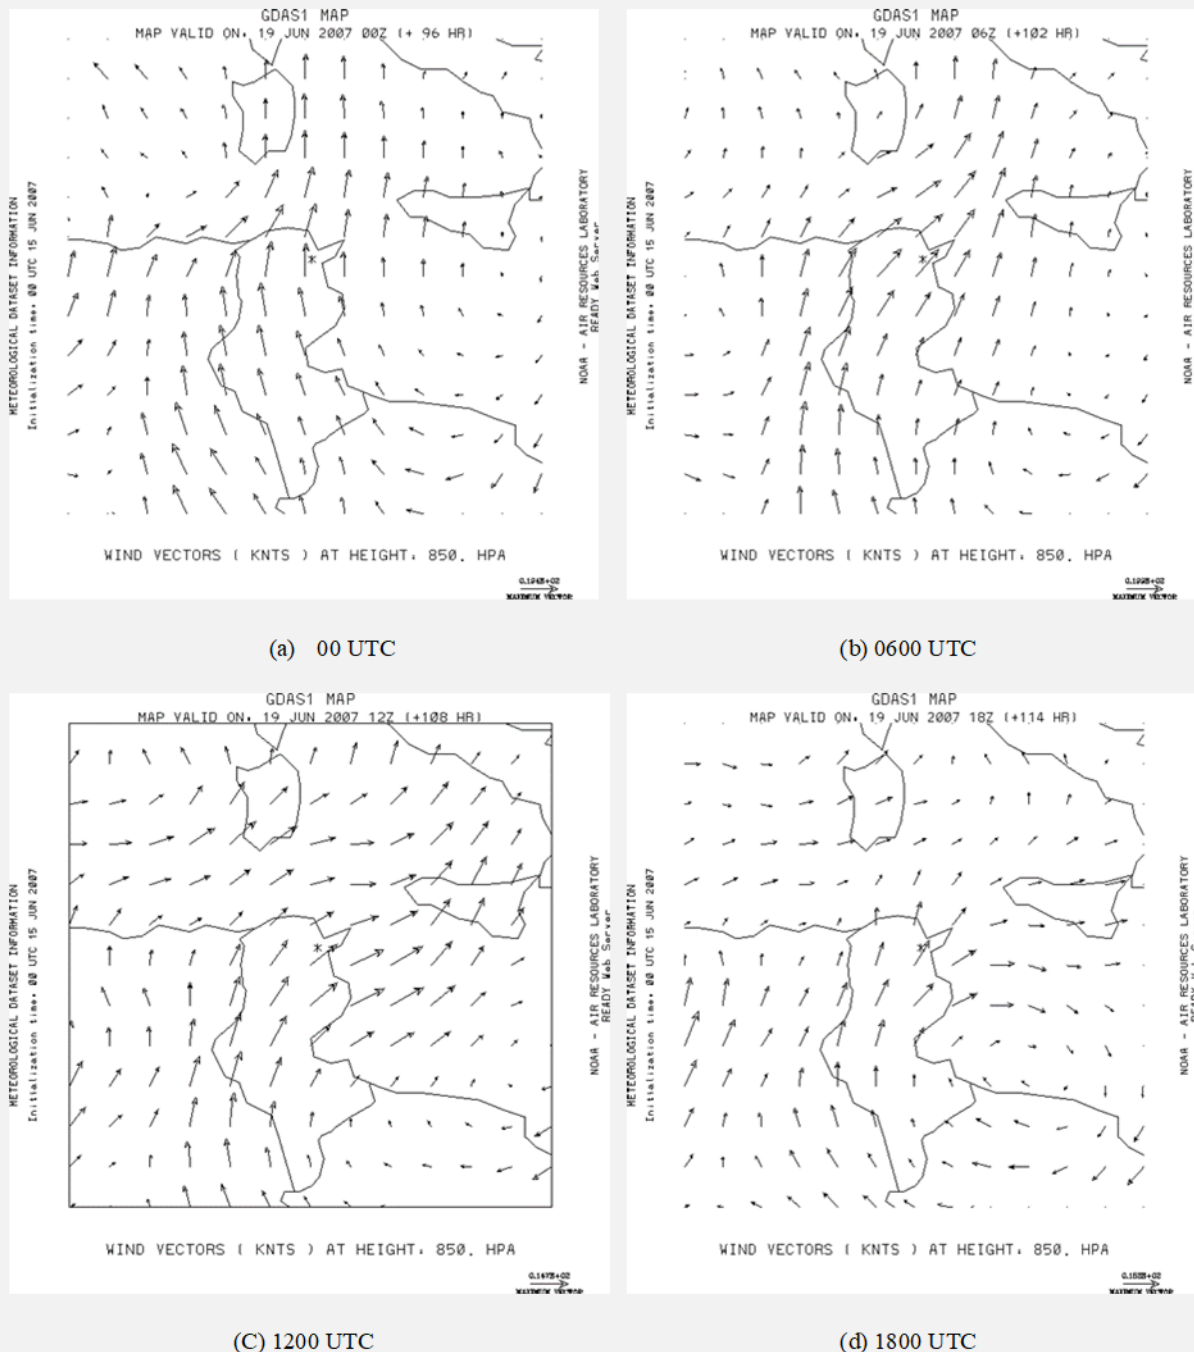 GDAS1 MAP
MAP VALID ON, 19 JUN 2007 00Z (+ 96 HR)
METEOROLOGICAL DATASET INFORMATION
Initialization time, 00 UTC 15 JUN 2007
NOAA - AIR RESOURCES LABORATORY
READY Web Server
WIND VECTORS ( KNTS ) AT HEIGHT, 850. HPA
MAXIMUM VECTOR
(a) 00 UTC
GDAS1 MAP
MAP VALID ON, 19 JUN 2007 06Z (+102 HR)
METEOROLOGICAL DATASET INFORMATION
Initialization time, 00 UTC 15 JUN 2007
NOAA - AIR RESOURCES LABORATORY
WIND VECTORS ( KNTS ) AT HEIGHT, 850. HPA
MAXIMUM VECTOR
(b) 0600 UTC
GDAS1 MAP
MAP VALID ON, 19 JUN 2007 12Z (+108 HR)
METEOROLOGICAL DATASET INFORMATION
Initialization time, 00 UTC 15 JUN 2007
NOAA - AIR RESOURCES LABORATORY
READY Web Server
WIND VECTORS ( KNTS ) AT HEIGHT, 850. HPA
MAXIMUM VECTOR
(C) 1200 UTC
GDAS1 MAP
MAP VALID ON, 19 JUN 2007 18Z (+114 HR)
METEOROLOGICAL DATASET INFORMATION
Initialization time, 00 UTC 15 JUN 2007
NOAA - AIR RESOURCES LABORATORY
WIND VECTORS ( KNTS ) AT HEIGHT, 850. HPA
MAXIMUM VECTOR
(d) 1800 UTC